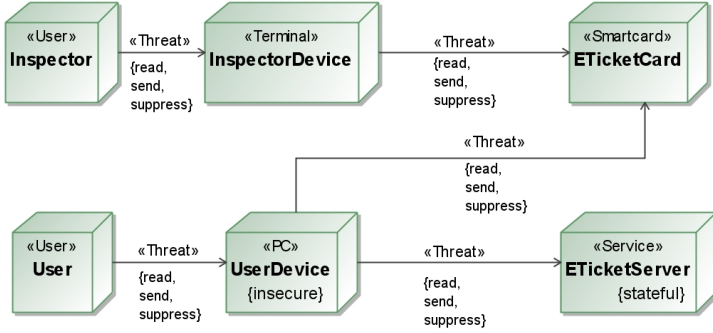 «User»
Inspector
«Threat»
{read,
send,
suppress}
«Terminal»
InspectorDevice
«Threat»
{read,
send,
suppress}
«Smartcard»
ETicketCard
«Threat»
{read,
send,
suppress}
«User»
User
«Threat»
{read,
send,
suppress}
«PC»
UserDevice
{insecure}
«Threat»
{read,
send,
suppress}
«Service»
ETicketServer
{stateful}